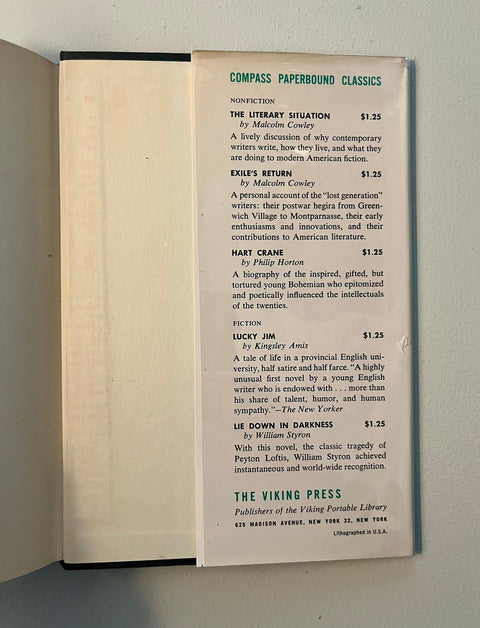 COMPASS PAPERBOUND CLASSICS
NONFICTION
THE LITERARY SITUATION $1.25
by Malcolm Cowley
A lively discussion of why contemporary
writers write, how they live, and what they
are doing to modern American fiction.
EXILE'S RETURN $1.25
by Malcolm Cowley
A personal account of the "lost generation"
writers: their postwar hegira from Green-
wich Village to Montparnasse, their early
enthusiasms and innovations, and their
contributions to American literature.
HART CRANE $1.25
by Philip Horton
A biography of the inspired, gifted, but
tortured young Bohemian who epitomized
and poetically influenced the intellectuals
of the twenties.
FICTION
LUCKY JIM $1.25
by Kingsley Amis
A tale of life in a provincial English uni-
versity, half satire and half farce. "A highly
unusual first novel by a young English
writer who is endowed with . . . more than
his share of talent, humor, and human
sympathy."—The New Yorker
LIE DOWN IN DARKNESS $1.25
by William Styron
With this novel, the classic tragedy of
Peyton Loftis, William Styron achieved
instantaneous and world-wide recognition.
THE VIKING PRESS
Publishers of the Viking Portable Library
625 MADISON AVENUE, NEW YORK 22, NEW YORK
Lithographed in U.S.A.